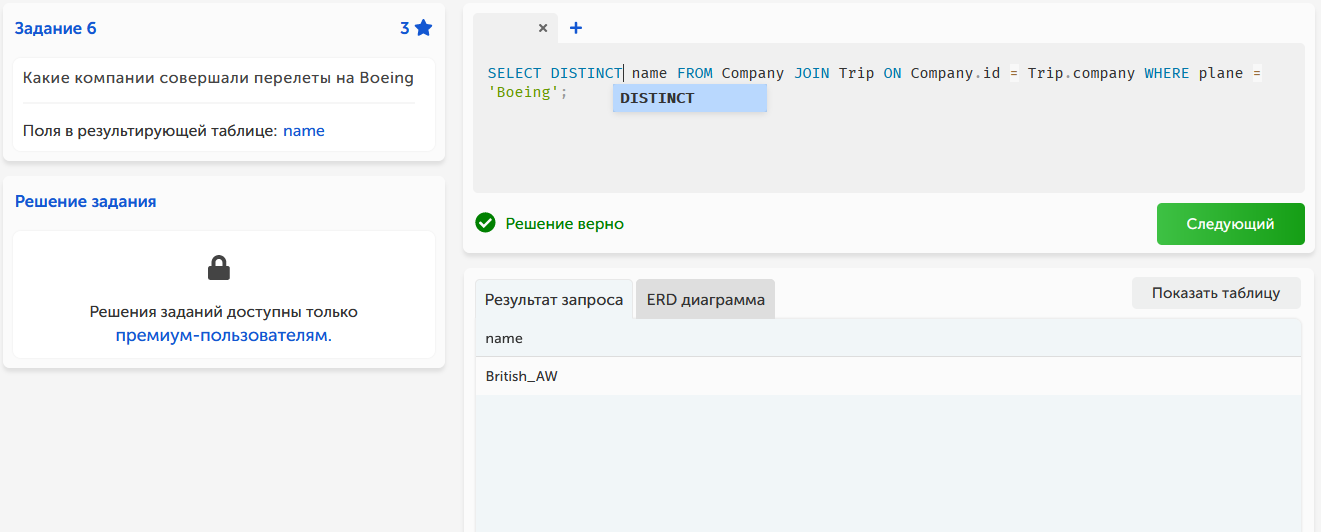 Задание 6
3
Какие компании совершали перелеты на Boeing
Поля в результирующей таблице: name
Решение задания
Решения заданий доступны только
премиум-пользователям.
× +
SELECT DISTINCT name FROM Company JOIN Trip ON Company.id = Trip.company WHERE plane =
'Boeing';
DISTINCT
Решение верно
Следующий
Результат запроса
ERD диаграмма
Показать таблицу
name
British_AW